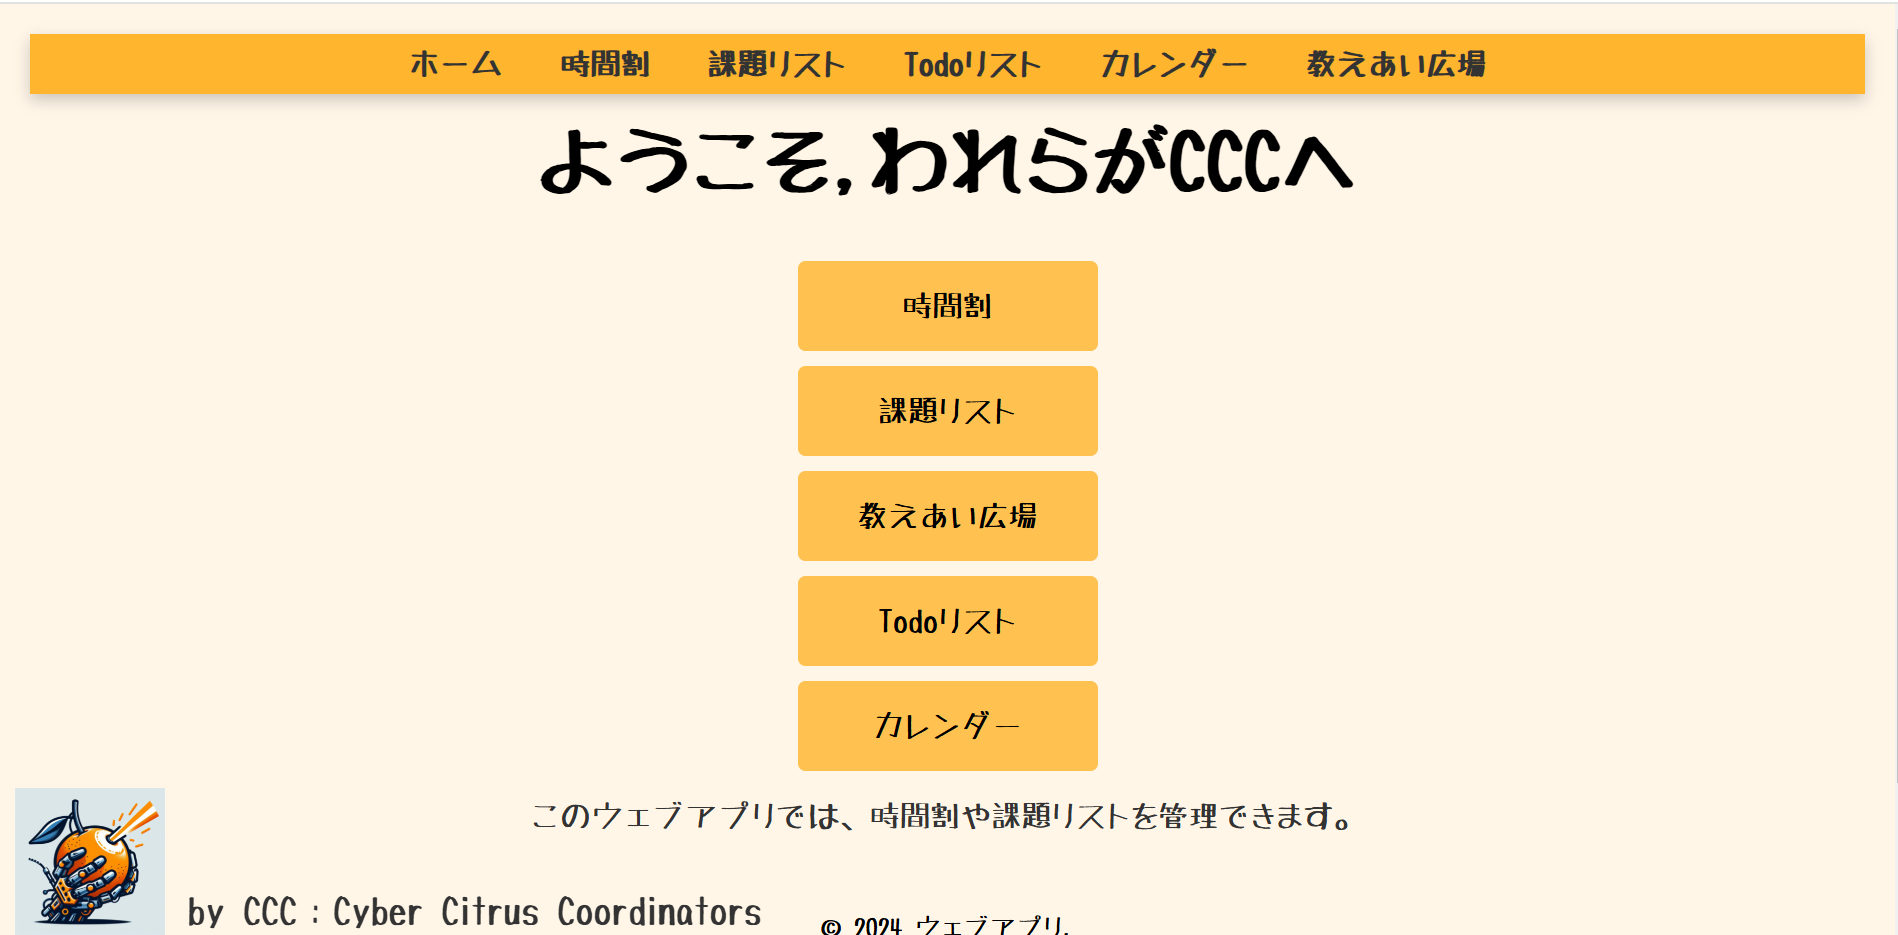 ホーム 時間割 課題リスト Todoリスト カレンダー 教えあい広場
ようこそ,われらがCCCへ
時間割
課題リスト
教えあい広場
Todoリスト
カレンダー
このウェブアプリでは、時間割や課題リストを管理できます。
by CCC：Cyber Citrus Coordinators
© 2024 ウェブアプリ.